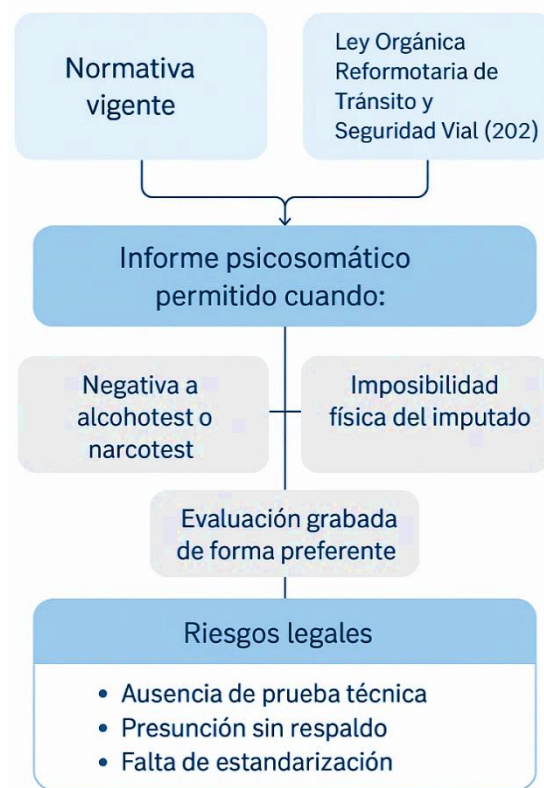 Normativa
vigente
Ley Orgánica
Reformotaria de
Tránsito y
Seguridad Vial (202)
Informe psicosomático
permitido cuando:
Negativa a
alcohotest o
narcotest
Imposibilidad
física del imputaJo
Evaluación grabada
de forma preferente
Riesgos legales
• Ausencia de prueba técnica
• Presunción sin respaldo
• Falta de estandarización